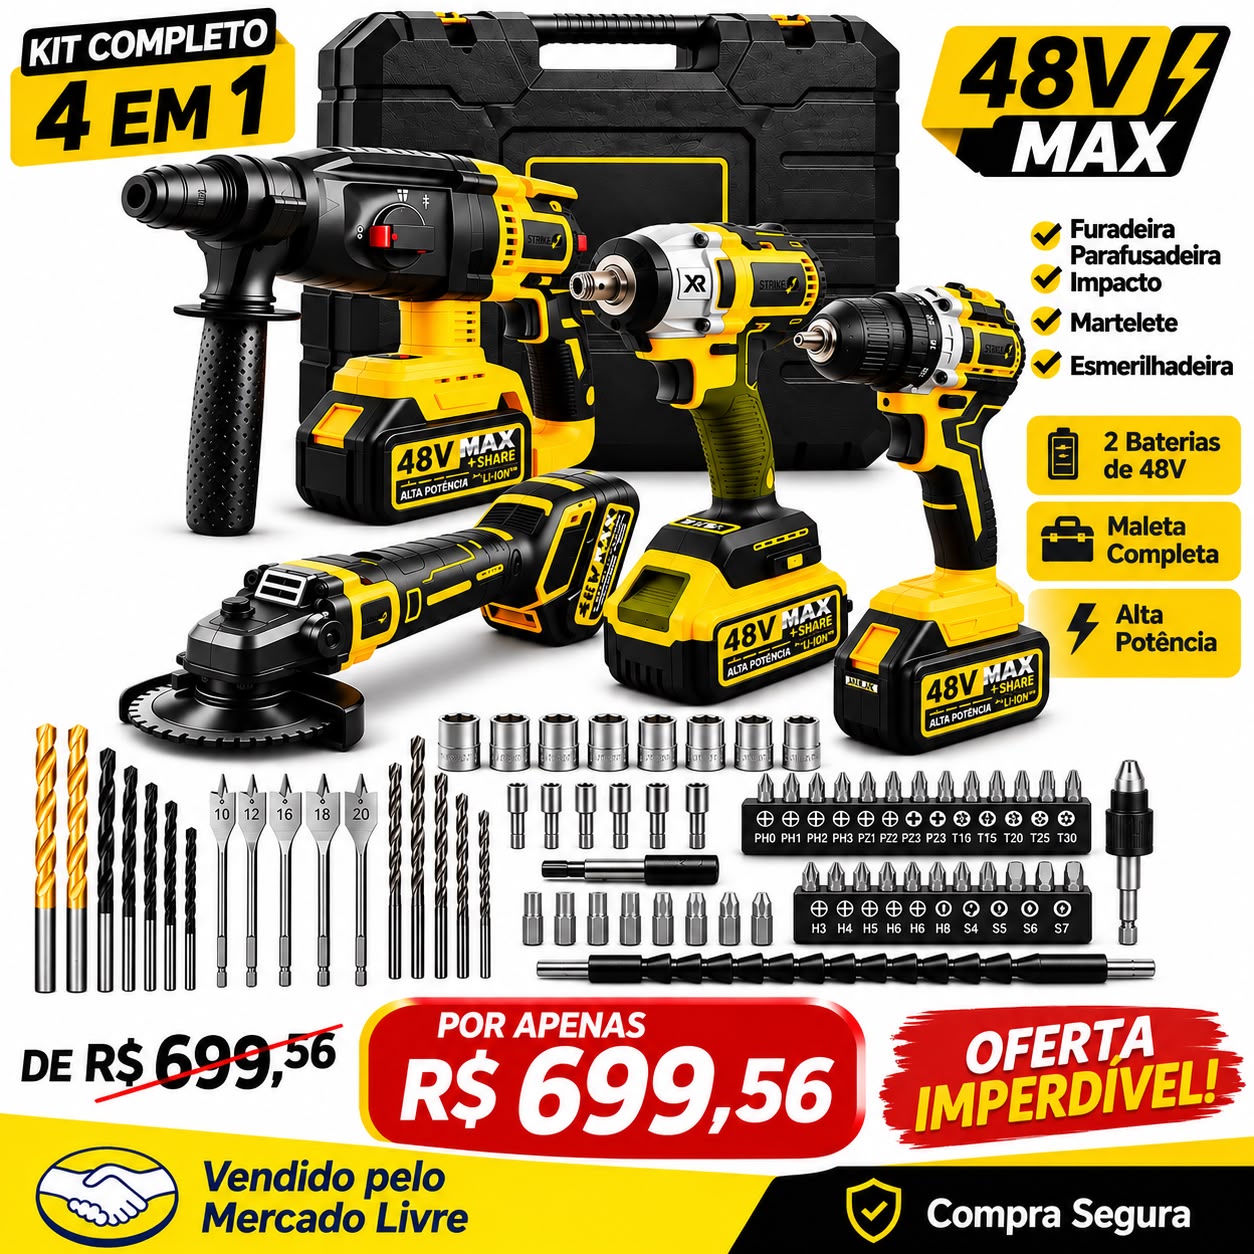 KIT COMPLETO
4 EM 1
48V
MAX
Furadeira
Parafusadeira
Impacto
Martelete
Esmerilhadeira
2 Baterias
de 48V
Maleta
Completa
Alta
Potência
STRIKE
XR
STRIKE
STRIKE
48V MAX
+SHARE
ALTA POTÊNCIA LI-ION
48V MAX
+SHARE
ALTA POTÊNCIA LI-ION
48V MAX
+SHARE
ALTA POTÊNCIA LI-ION
10 12 16 18 20
PH0 PH1 PH2 PH3 PZ1 PZ2 PZ3 PZ3 T16 T15 T20 T25 T30
H3 H4 H5 H6 H6 H8 S4 S5 S6 S7
DE R$ 699,56
POR APENAS
R$ 699,56
OFERTA
IMPERDÍVEL!
Vendido pelo
Mercado Livre
Compra Segura